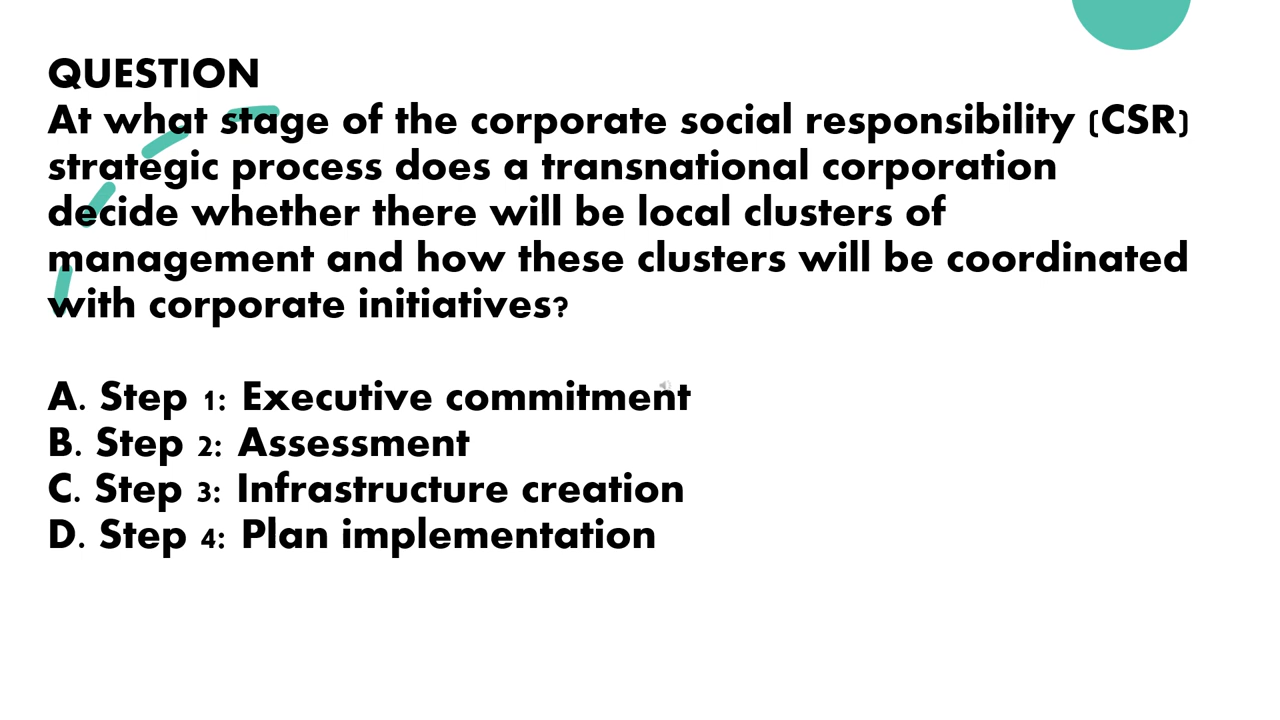 QUESTION
At what stage of the corporate social responsibility (CSR)
strategic process does a transnational corporation
decide whether there will be local clusters of
management and how these clusters will be coordinated
with corporate initiatives?
A. Step 1: Executive commitment
B. Step 2: Assessment
C. Step 3: Infrastructure creation
D. Step 4: Plan implementation